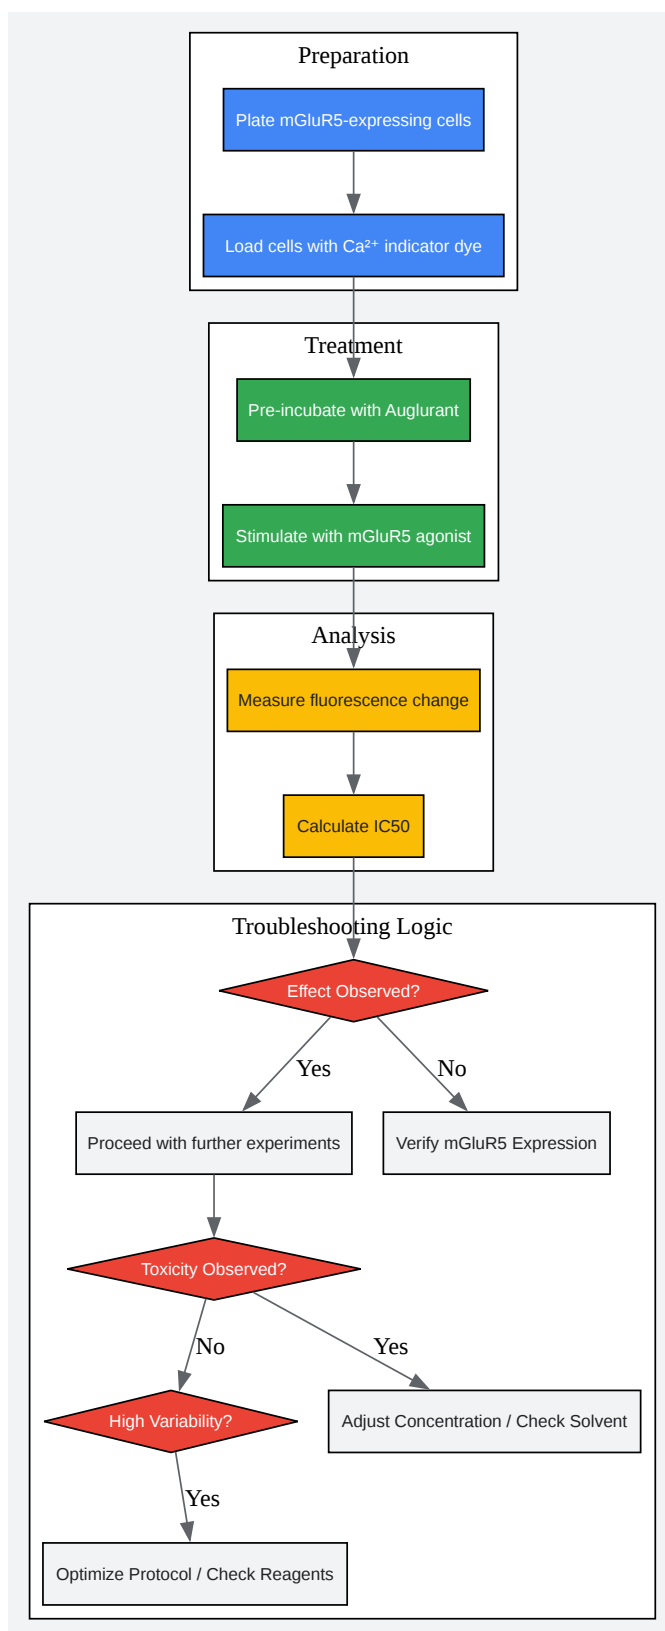 Preparation
Plate mGluR5-expressing cells
Load cells with Ca²⁺ indicator dye
Treatment
Pre-incubate with Auglurant
Stimulate with mGluR5 agonist
Analysis
Measure fluorescence change
Calculate IC50
Troubleshooting Logic
Effect Observed?
Yes
No
Proceed with further experiments
Verify mGluR5 Expression
Toxicity Observed?
No
Yes
High Variability?
Adjust Concentration / Check Solvent
Yes
Optimize Protocol / Check Reagents